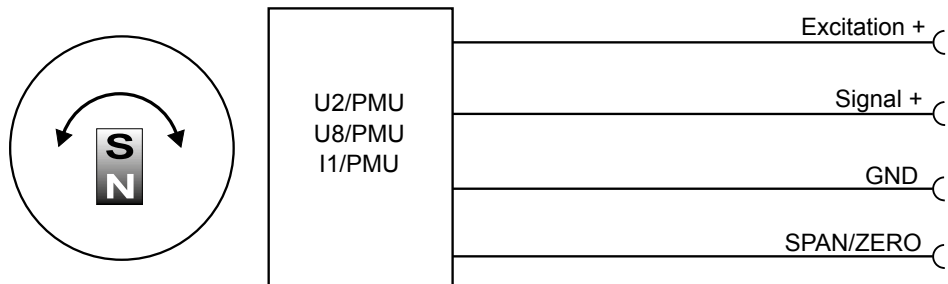 Excitation +
U2/PMU
Signal +
U8/PMU
I1/PMU
S
N
GND
SPAN/ZERO